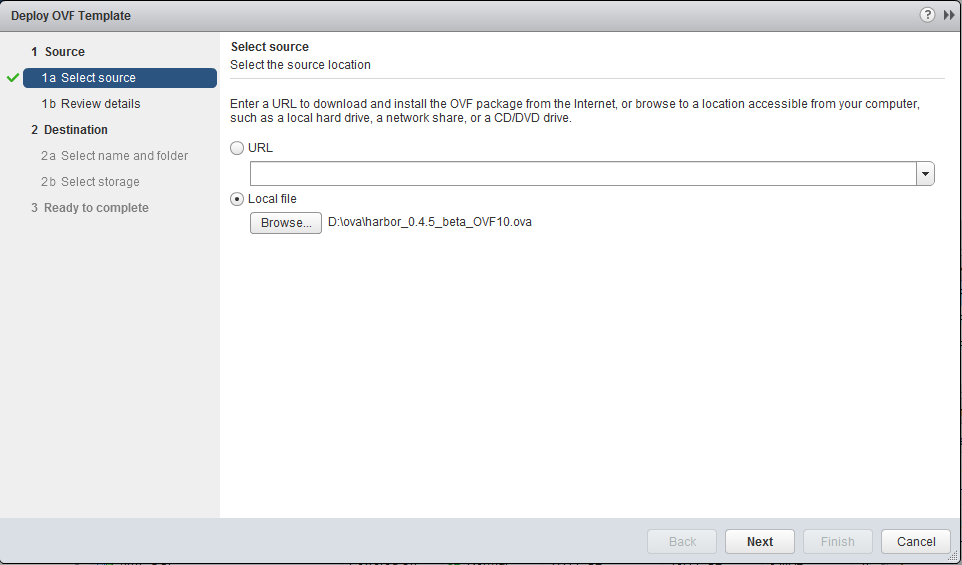 Deploy OVF Template
?
1 Source
1a Select source
1b Review details
2 Destination
2a Select name and folder
2b Select storage
3 Ready to complete
Select source
Select the source location
Enter a URL to download and install the OVF package from the Internet, or browse to a location accessible from your computer,
such as a local hard drive, a network share, or a CD/DVD drive.
URL
Local file
Browse... D:\ova\harbor_0.4.5_beta_OVF10.ova
Back Next Finish Cancel